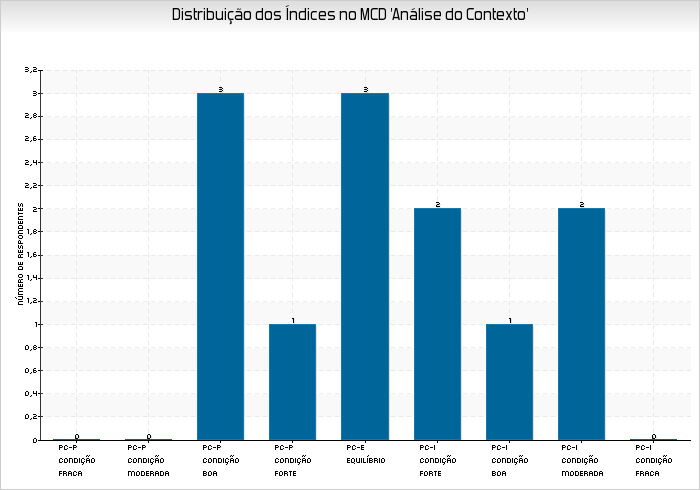 Distribuição dos Índices no MCD 'Análise do Contexto'
NÚMERO DE RESPONDENTES
3,2
3
2,8
2,6
2,4
2,2
2
1,8
1,6
1,4
1,2
1
0,8
0,6
0,4
0,2
0
0
0
3
1
3
2
1
2
0
PC-P
CONDIÇÃO
FRACA
PC-P
CONDIÇÃO
MODERADA
PC-P
CONDIÇÃO
BOA
PC-P
CONDIÇÃO
FORTE
PC-E
EQUILÍBRIO
PC-I
CONDIÇÃO
FORTE
PC-I
CONDIÇÃO
BOA
PC-I
CONDIÇÃO
MODERADA
PC-I
CONDIÇÃO
FRACA